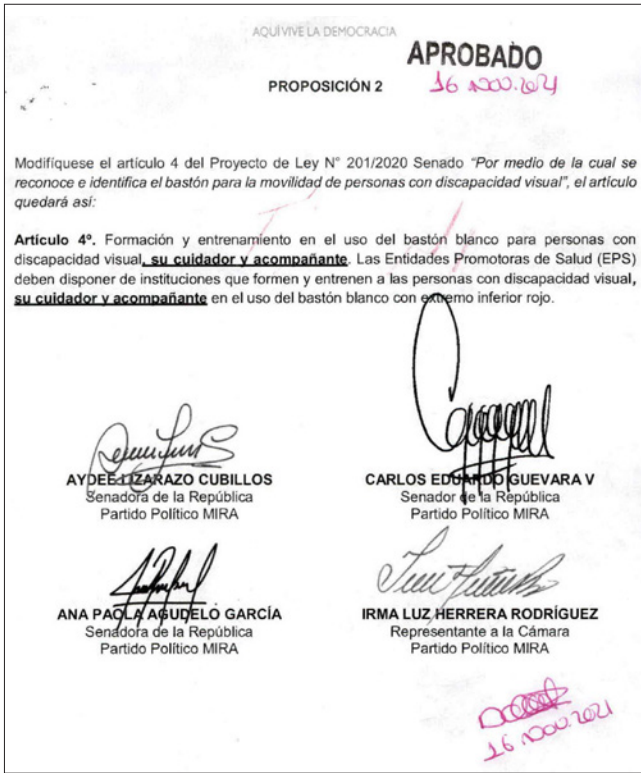 AQUÍ VIVE LA DEMOCRACIA
APROBADO
16 NOV. 2021
PROPOSICIÓN 2
Modifíquese el artículo 4 del Proyecto de Ley N° 201/2020 Senado “Por medio de la cual se
reconoce e identifica el bastón para la movilidad de personas con discapacidad visual”, el artículo
quedará así:
Artículo 4º. Formación y entrenamiento en el uso del bastón blanco para personas con
discapacidad visual, su cuidador y acompañante. Las Entidades Promotoras de Salud (EPS)
deben disponer de instituciones que formen y entrenen a las personas con discapacidad visual,
su cuidador y acompañante en el uso del bastón blanco con extremo inferior rojo.
AYDEE LIZARAZO CUBILLOS
Senadora de la República
Partido Político MIRA
CARLOS EDUARDO GUEVARA V
Senador de la República
Partido Político MIRA
ANA PAOLA AGUDELO GARCÍA
Senadora de la República
Partido Político MIRA
IRMA LUZ HERRERA RODRÍGUEZ
Representante a la Cámara
Partido Político MIRA
16 NOV. 2021